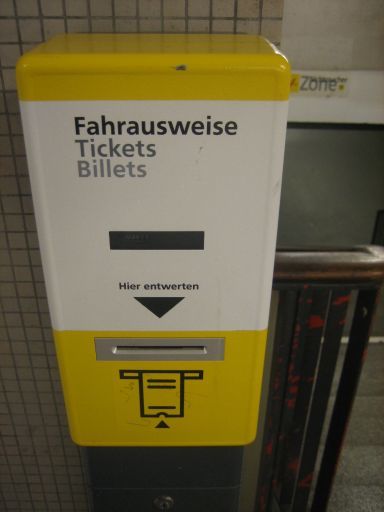 Fahrausweise
Tickets
Billets
Hier entwerten
Zone